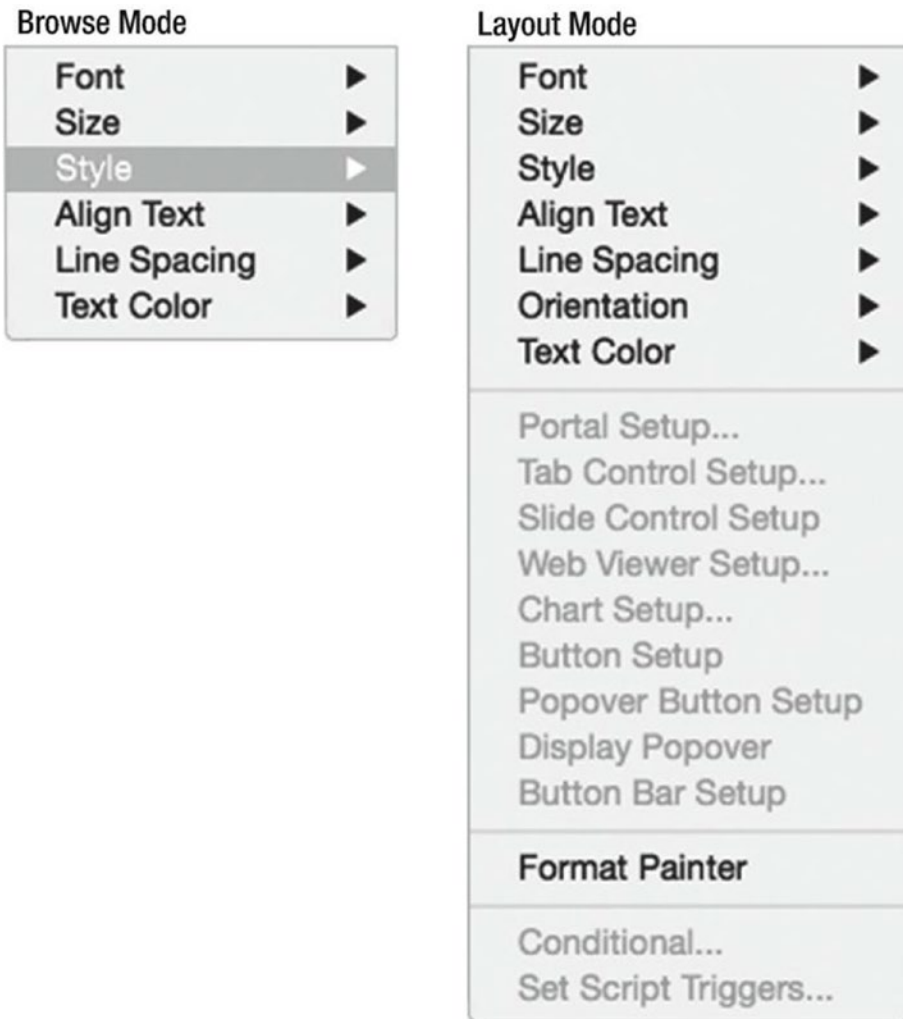 Browse Mode
Font
Size
Style
Align Text
Line Spacing
Text Color
Layout Mode
Font
Size
Style
Align Text
Line Spacing
Orientation
Text Color
Portal Setup...
Tab Control Setup...
Slide Control Setup
Web Viewer Setup...
Chart Setup...
Button Setup
Popover Button Setup
Display Popover
Button Bar Setup
Format Painter
Conditional...
Set Script Triggers...